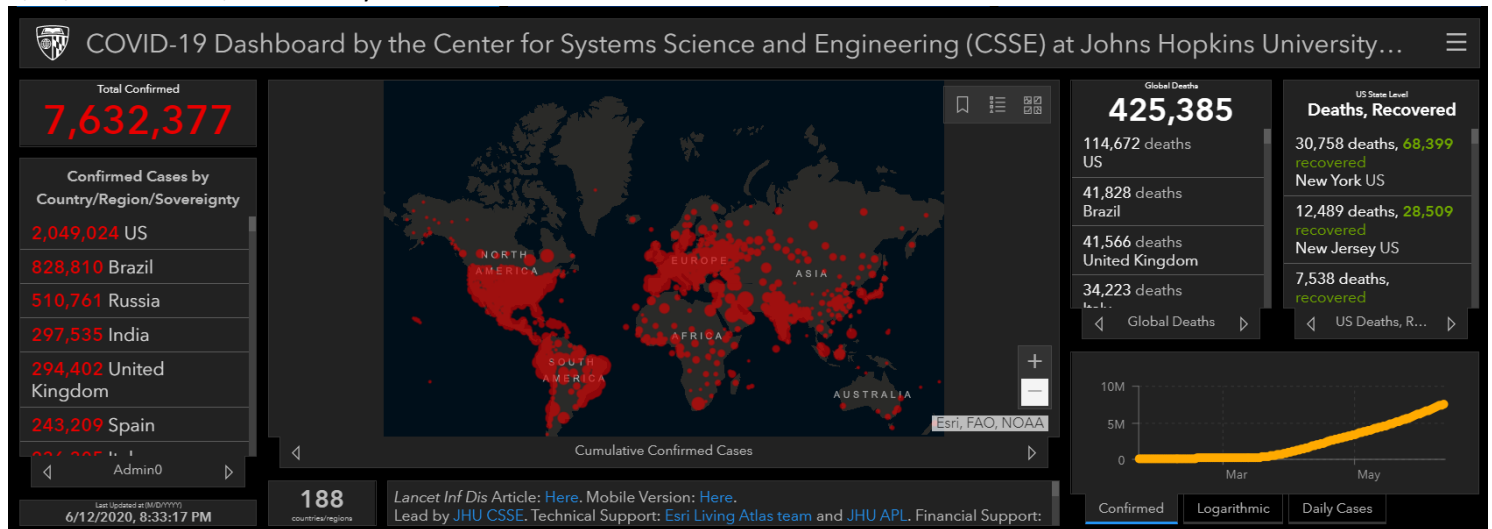 COVID-19 Dashboard by the Center for Systems Science and Engineering (CSSE) at Johns Hopkins University...
Total Confirmed
7,632,377
Confirmed Cases by
Country/Region/Sovereignty
2,049,024 US
828,810 Brazil
510,761 Russia
297,535 India
294,402 United
Kingdom
243,209 Spain
Admin0
Last Updated at (M/D/YYYY)
6/12/2020, 8:33:17 PM
NORTH
AMERICA
EUROPE
ASIA
AFRICA
SOUTH
AMERICA
AUSTRALIA
+
−
Esri, FAO, NOAA
Cumulative Confirmed Cases
188
countries/regions
Lancet Inf Dis Article: Here. Mobile Version: Here.
Lead by JHU CSSE. Technical Support: Esri Living Atlas team and JHU APL. Financial Support:
Global Deaths
425,385
114,672 deaths
US
41,828 deaths
Brazil
41,566 deaths
United Kingdom
34,223 deaths
Global Deaths
US State Level
Deaths, Recovered
30,758 deaths, 68,399
recovered
New York US
12,489 deaths, 28,509
recovered
New Jersey US
7,538 deaths,
recovered
US Deaths, R...
10M
5M
0
Mar
May
Confirmed
Logarithmic
Daily Cases